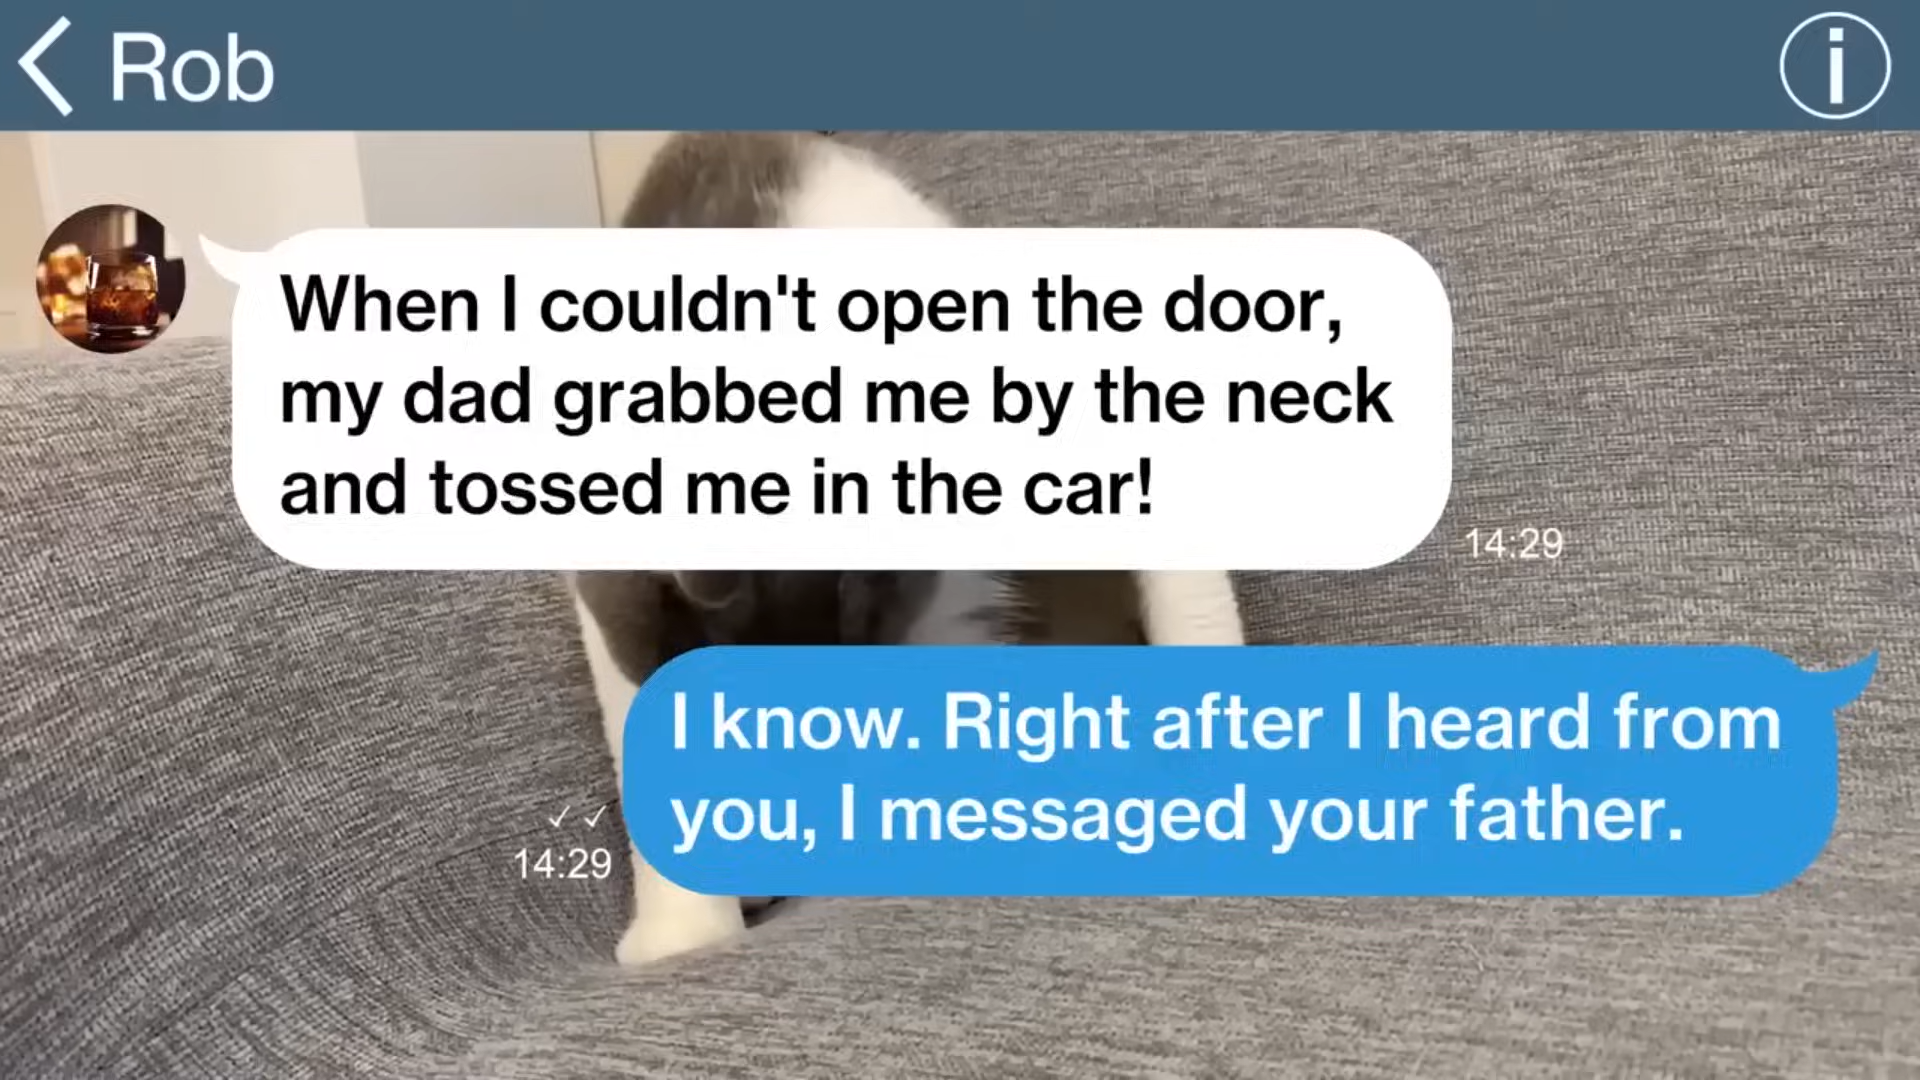 Rob
When I couldn't open the door,
my dad grabbed me by the neck
and tossed me in the car!
14:29
I know. Right after I heard from
you, I messaged your father.
14:29